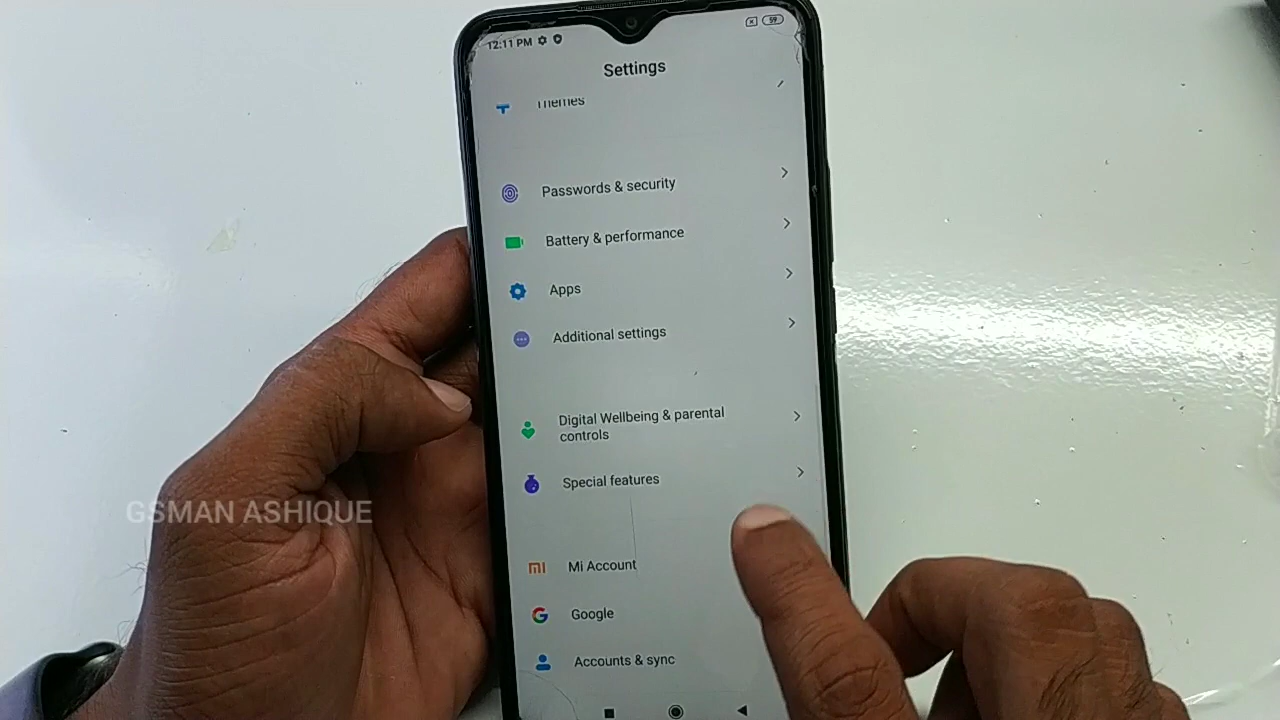 12:11 PM
59
Settings
Themes
Passwords & security
Battery & performance
Apps
Additional settings
Digital Wellbeing & parental
controls
Special features
GSMAN ASHIQUE
Mi Account
Google
Accounts & sync